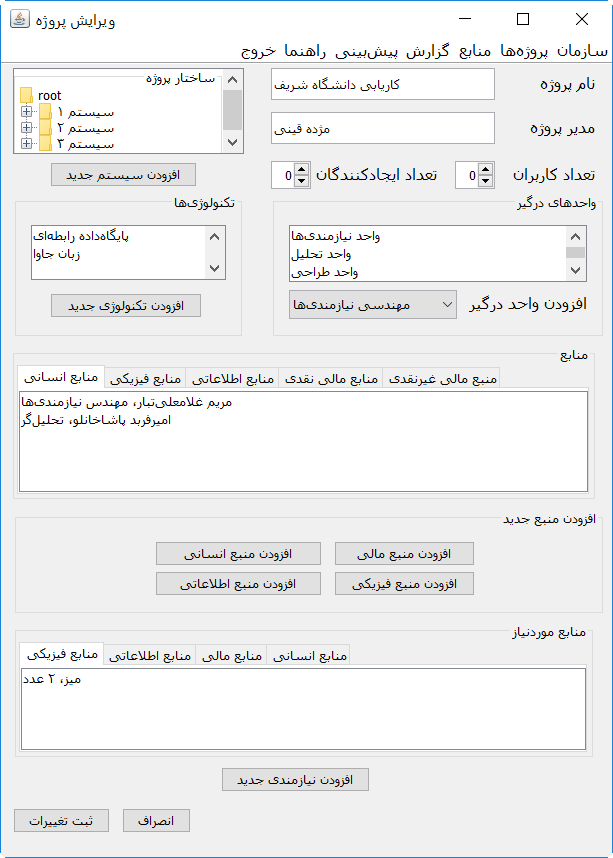 ویرایش پروژه
سازمان پروژه‌ها منابع گزارش پیش‌بینی راهنما خروج
نام پروژه
کاریابی دانشگاه شریف
مدیر پروژه
مژده قینی
تعداد کاربران
0
تعداد ایجادکنندگان
0
ساختار پروژه
root
سیستم ۱
سیستم ۲
سیستم ۳
افزودن سیستم جدید
واحدهای درگیر
واحد نیازمندی‌ها
واحد تحلیل
واحد طراحی
افزودن واحد درگیر
مهندسی نیازمندی‌ها
تکنولوژی‌ها
پایگاه‌داده رابطه‌ای
زبان جاوا
افزودن تکنولوژی جدید
منابع
منابع انسانی
منابع فیزیکی
منابع اطلاعاتی
منابع مالی نقدی
منبع مالی غیرنقدی
مریم غلامعلی‌تبار، مهندس نیازمندی‌ها
امیرفربد پاشاخانلو، تحلیل‌گر
افزودن منبع جدید
افزودن منبع مالی
افزودن منبع انسانی
افزودن منبع فیزیکی
افزودن منبع اطلاعاتی
منابع موردنیاز
منابع فیزیکی
منابع اطلاعاتی
منابع مالی
منابع انسانی
میز، ۲ عدد
افزودن نیازمندی جدید
انصراف
ثبت تغییرات